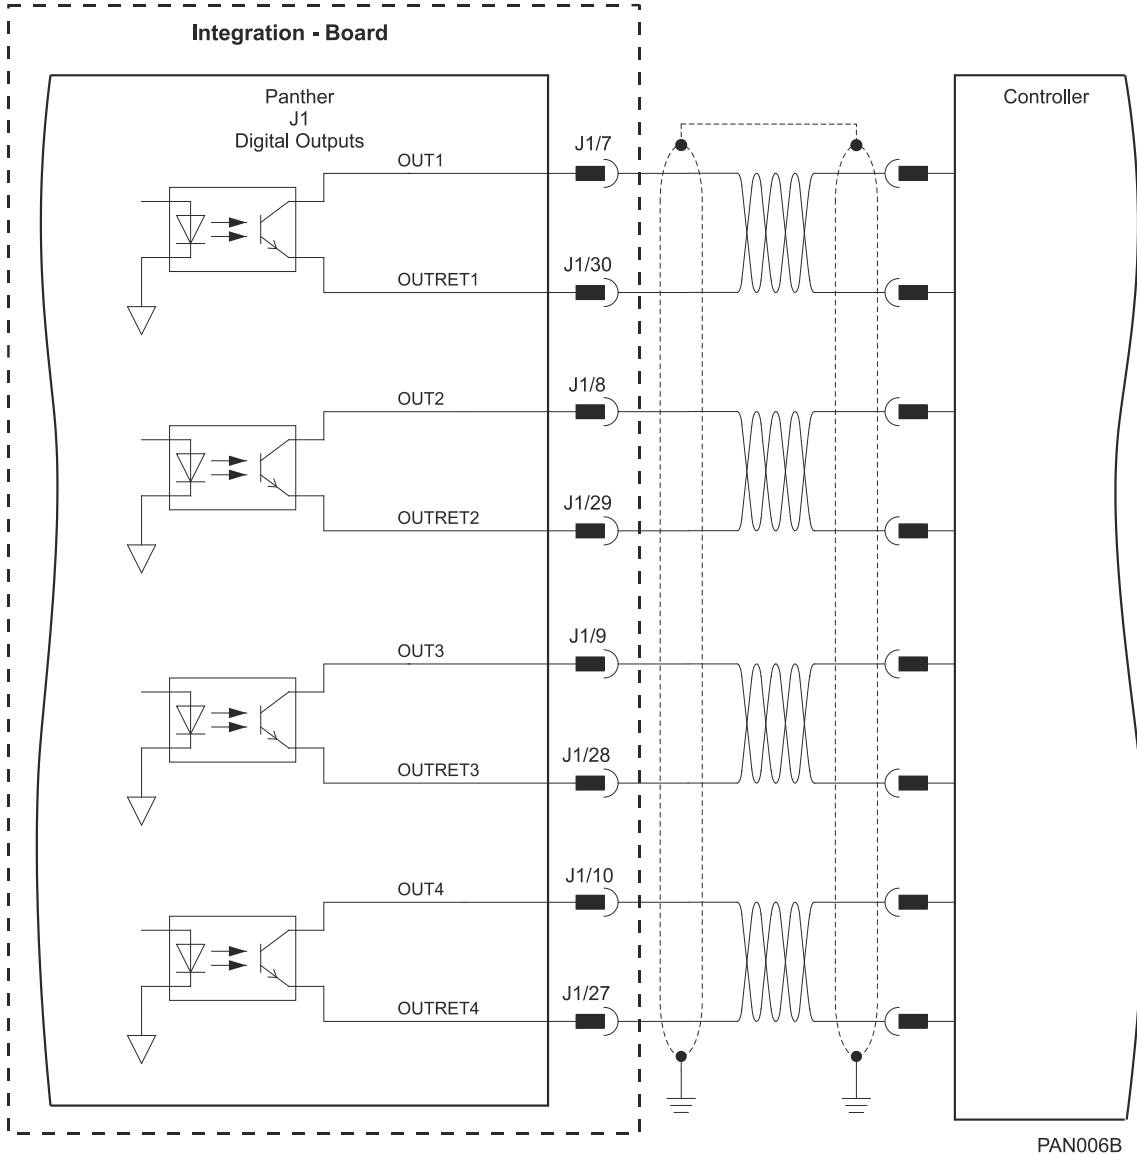 Integration - Board
Panther
J1
Digital Outputs
Controller
OUT1
J1/7
OUTRET1
J1/30
OUT2
J1/8
OUTRET2
J1/29
OUT3
J1/9
OUTRET3
J1/28
OUT4
J1/10
OUTRET4
J1/27
PAN006B